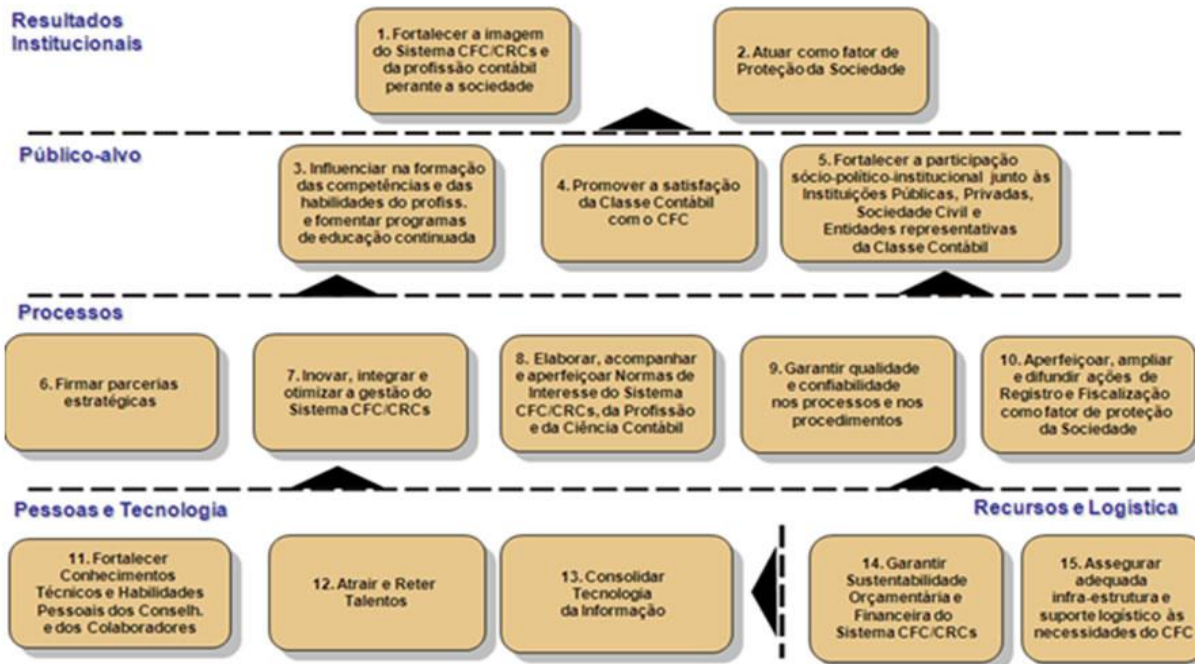 Resultados
Institucionais
1. Fortalecer a imagem
do Sistema CFC/CRCs e
da profissão contábil
perante a sociedade
2. Atuar como fator de
Proteção da Sociedade
Público-alvo
3. Influenciar na formação
das competências e das
habilidades do profiss.
e fomentar programas
de educação continuada
4. Promover a satisfação
da Classe Contábil
com o CFC
5. Fortalecer a participação
sócio-político-institucional junto às
Instituições Públicas, Privadas,
Sociedade Civil e
Entidades representativas
da Classe Contábil
Processos
6. Firmar parcerias
estratégicas
7. Inovar, integrar e
otimizar a gestão do
Sistema CFC/CRCs
8. Elaborar, acompanhar
e aperfeiçoar Normas de
Interesse do Sistema
CFC/CRCs, da Profissão
e da Ciência Contábil
9. Garantir qualidade
e confiabilidade
nos processos e nos
procedimentos
10. Aperfeiçoar, ampliar
e difundir ações de
Registro e Fiscalização
como fator de proteção
da Sociedade
Pessoas e Tecnologia
Recursos e Logística
11. Fortalecer
Conhecimentos
Técnicos e Habilidades
Pessoais dos Conselh.
e dos Colaboradores
12. Atrair e Reter
Talentos
13. Consolidar
Tecnologia
da Informação
14. Garantir
Sustentabilidade
Orçamentária e
Financeira do
Sistema CFC/CRCs
15. Assegurar
adequada
infra-estrutura e
suporte logístico às
necessidades do CFC